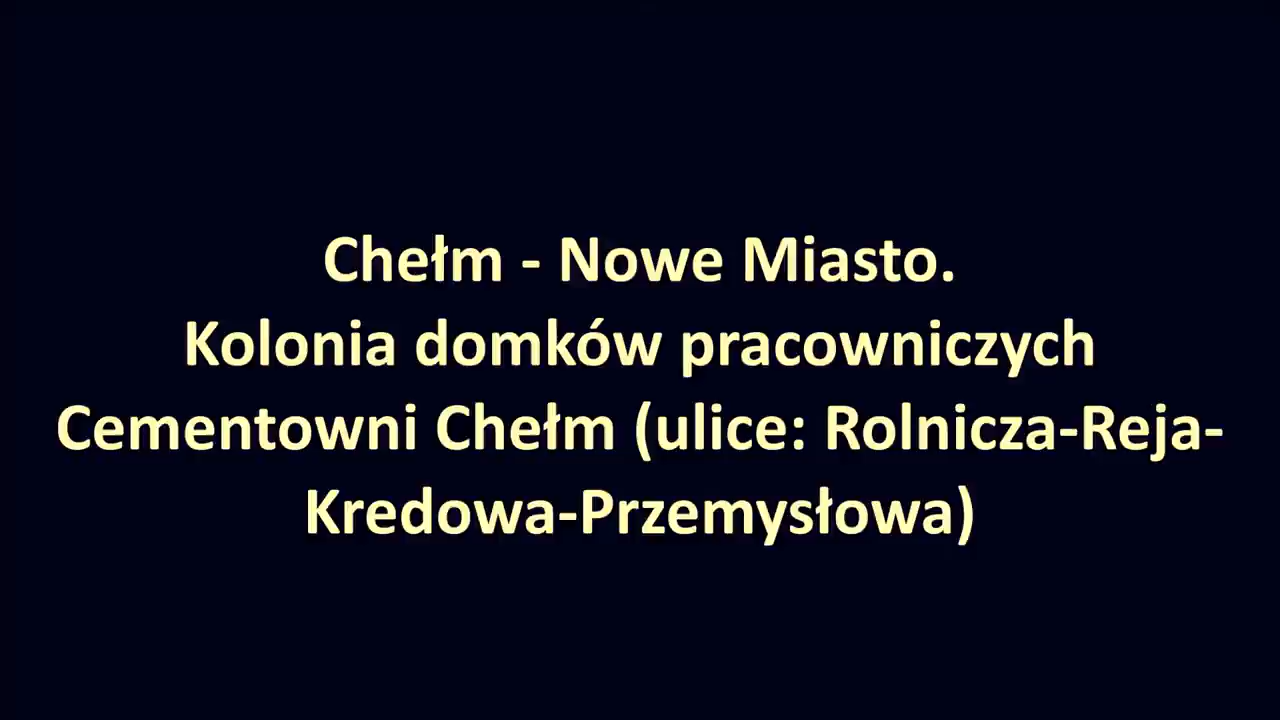 Chełm - Nowe Miasto.
Kolonia domków pracowniczych
Cementowni Chełm (ulice: Rolnicza-Reja-
Kredowa-Przemysłowa)